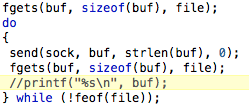 fgets(buf, sizeof(buf), file);
do
{
send(sock, buf, strlen(buf), 0);
fgets(buf, sizeof(buf), file);
//printf("%s\n", buf);
} while (!feof(file));